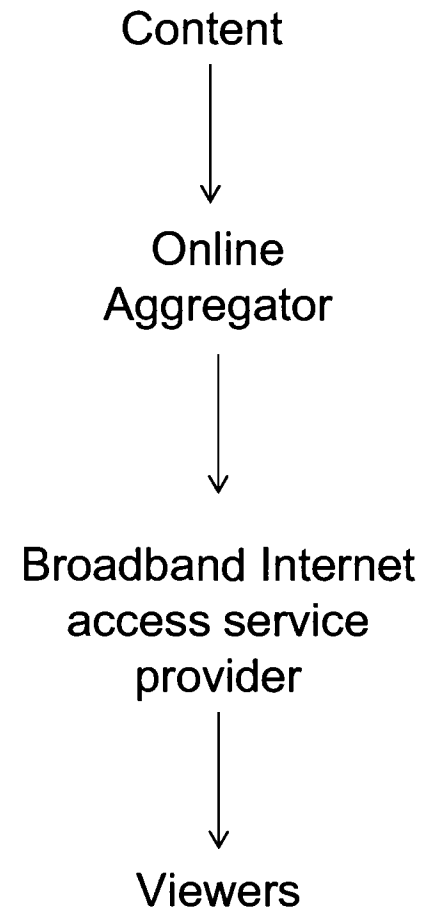 Content
Online
Aggregator
Broadband Internet
access service
provider
Viewers